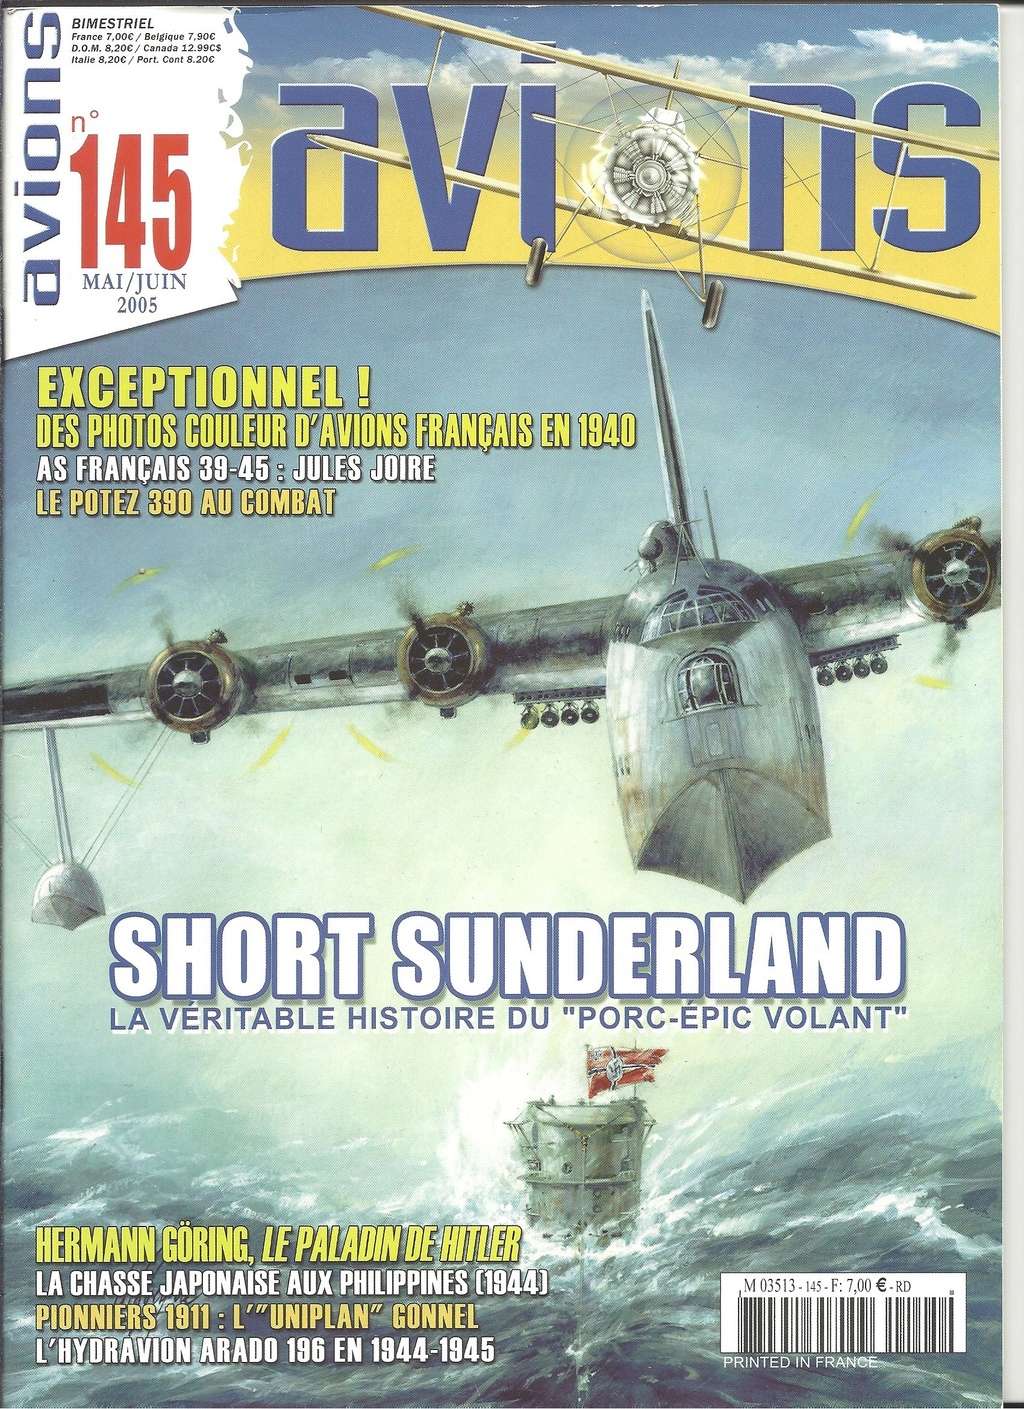 BIMESTRIEL
France 7,00€ / Belgique 7,90€
D.O.M. 8,20€ / Canada 12.99C$
Italie 8,20€ / Port. Cont 8.20€
avions
n°
145
MAI/JUIN
2005
avions
EXCEPTIONNEL !
DES PHOTOS COULEUR D'AVIONS FRANÇAIS EN 1940
AS FRANÇAIS 39-45 : JULES JOIRE
LE POTEZ 390 AU COMBAT
SHORT SUNDERLAND
LA VÉRITABLE HISTOIRE DU "PORC-ÉPIC VOLANT"
HERMANN GÖRING, LE PALADIN DE HITLER
LA CHASSE JAPONAISE AUX PHILIPPINES (1944)
PIONNIERS 1911 : L'"UNIPLAN" GONNEL
L'HYDRAVION ARADO 196 EN 1944-1945
M 03513 - 145 - F: 7,00 € - RD
PRINTED IN FRANCE